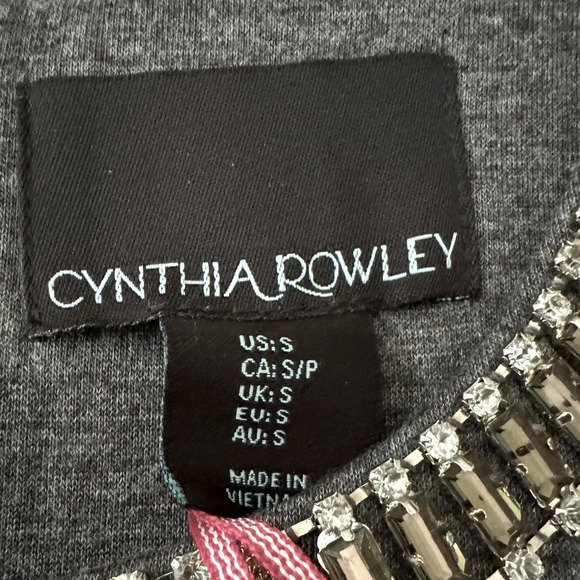 CYNTHIA ROWLEY
US: S
CA: S/P
UK: S
EU: S
AU: S
MADE IN